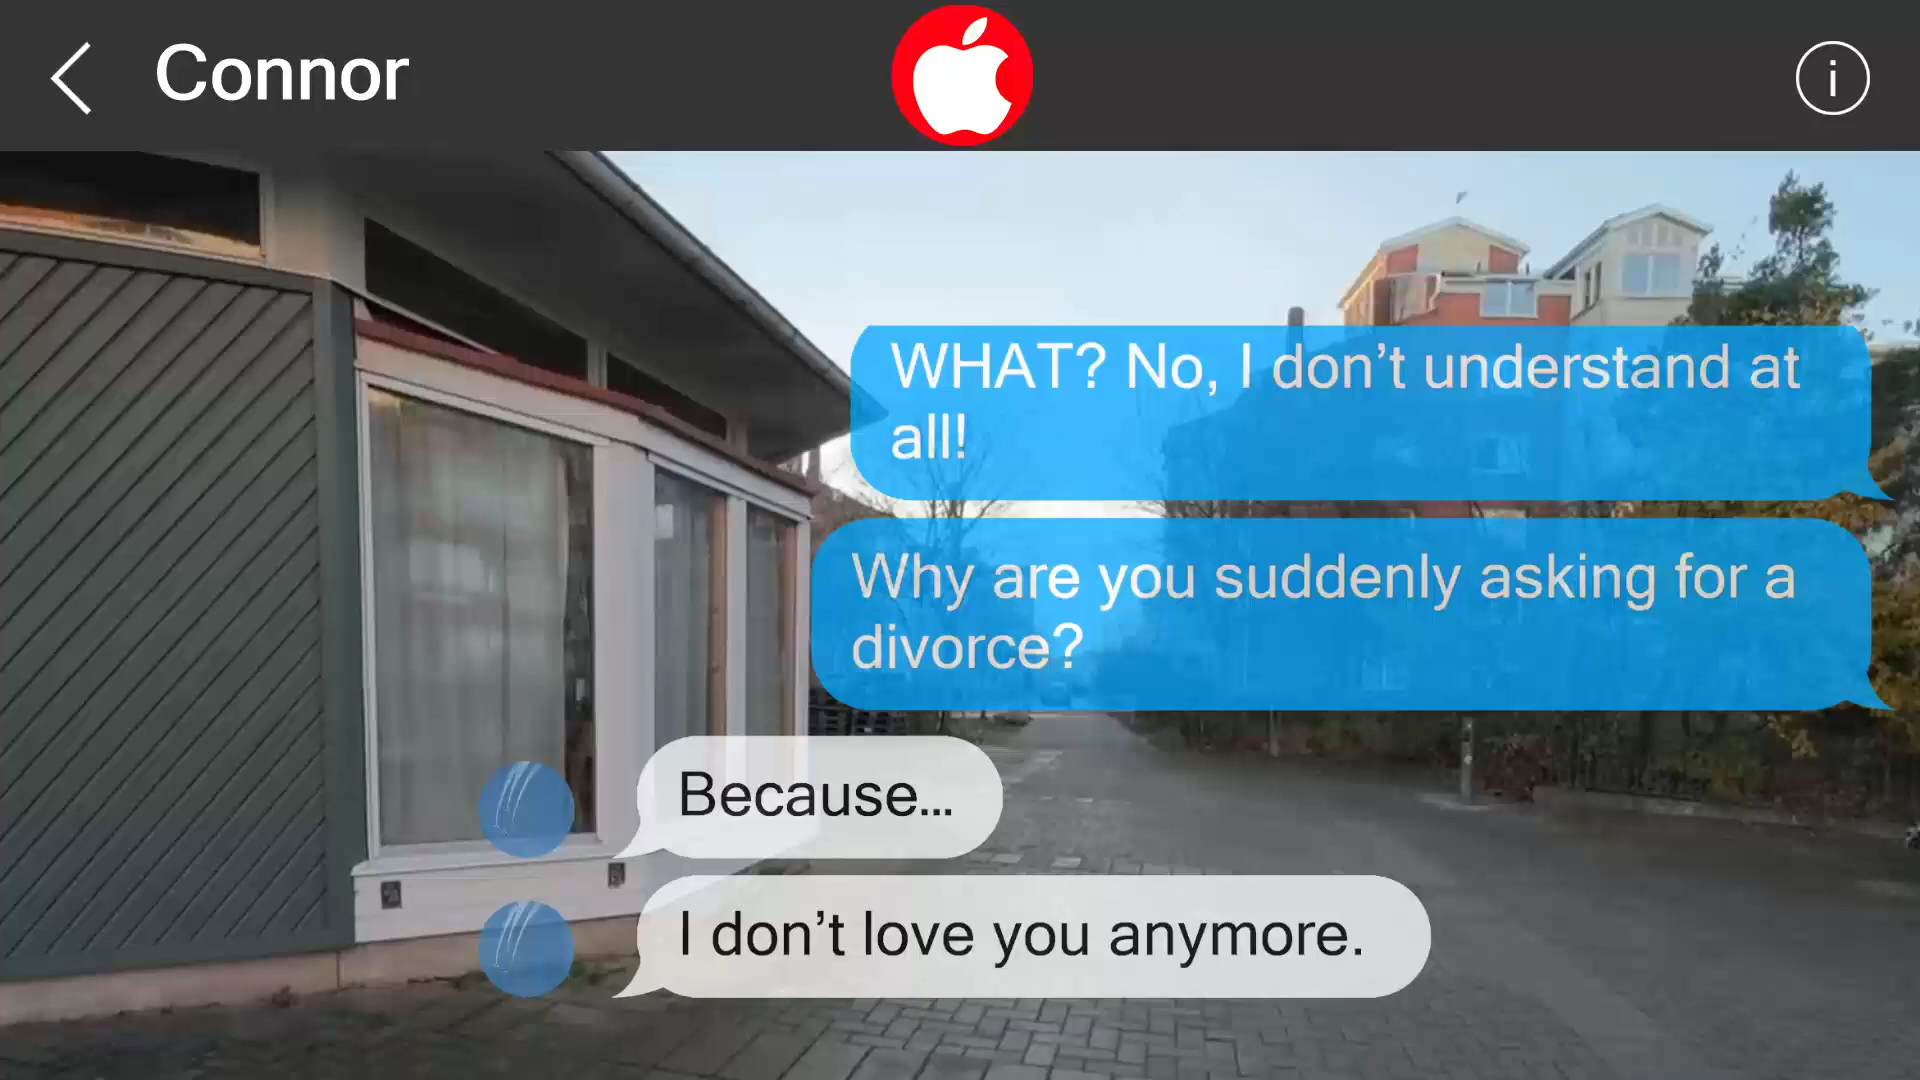 Connor
WHAT? No, I don’t understand at
all!
Why are you suddenly asking for a
divorce?
Because...
I don’t love you anymore.